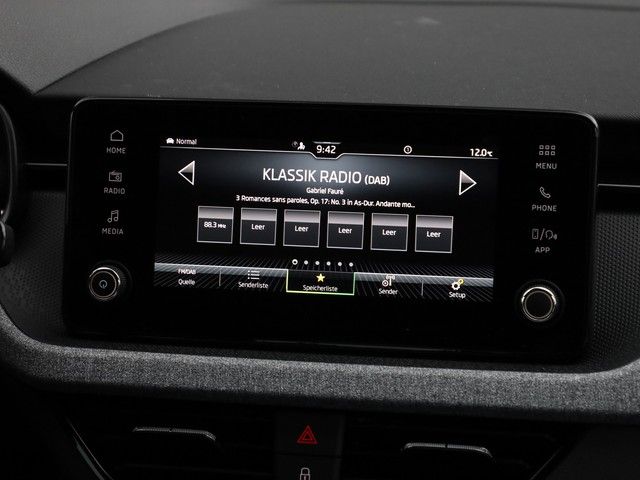 HOME
RADIO
MEDIA
Normal
9:42
12.0°C
KLASSIK RADIO (DAB)
Gabriel Fauré
3 Romances sans paroles, Op. 17: No. 3 in As-Dur. Andante mo...
88.3 MHz
Leer
Leer
Leer
Leer
Leer
FM/DAB
Quelle
Senderliste
Speicherliste
Sender
Setup
MENU
PHONE
APP